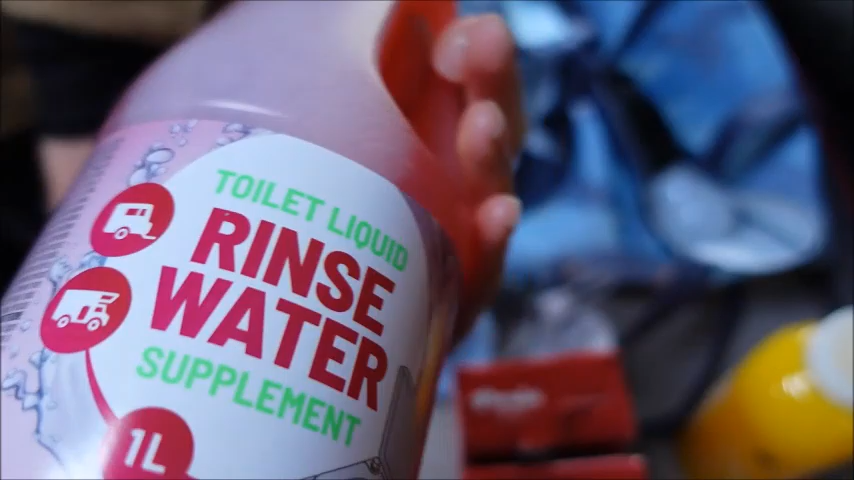 TOILET LIQUID
RINSE
WATER
SUPPLEMENT
1L